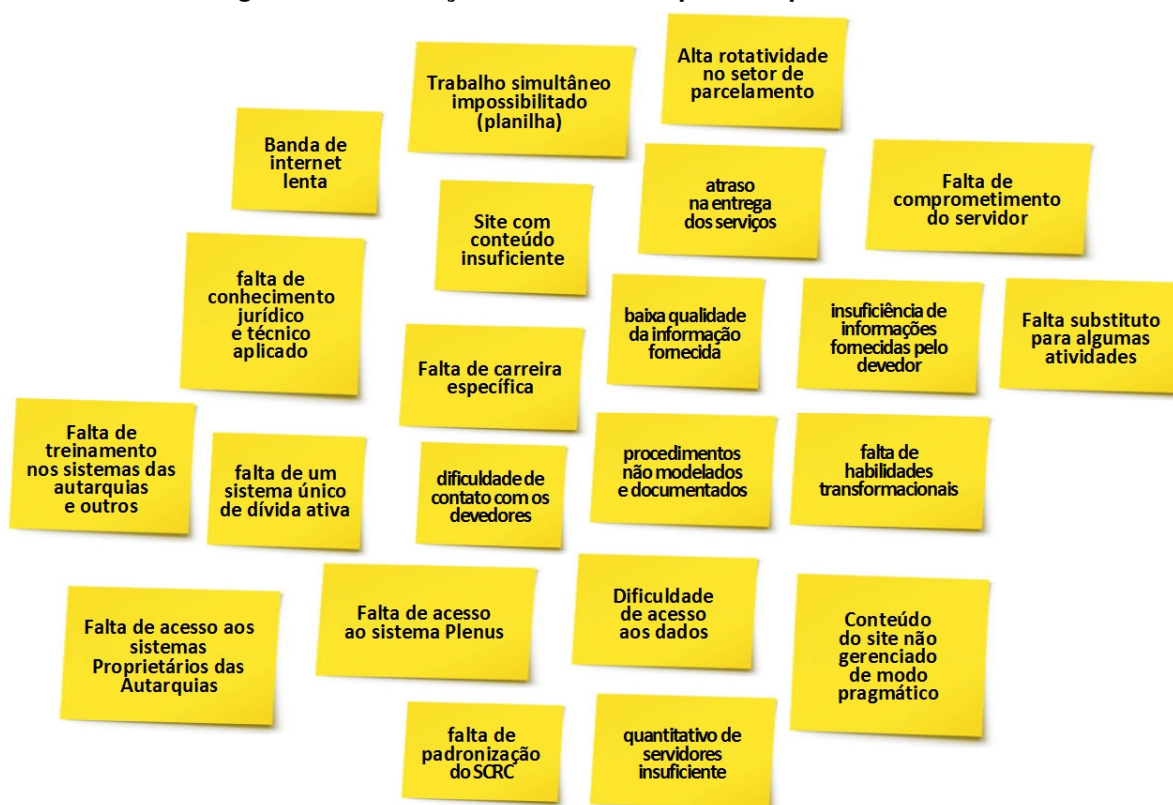 Alta rotatividade
no setor de
parcelamento
Trabalho simultâneo
impossibilitado
(planilha)
Banda de
internet
lenta
atraso
na entrega
dos serviços
Falta de
comprometimento
do servidor
Site com
conteúdo
insuficiente
falta de
conhecimento
jurídico
e técnico
aplicado
baixa qualidade
da informação
fornecida
insuficiência de
informações
fornecidas pelo
devedor
Falta substituto
para algumas
atividades
Falta de carreira
específica
Falta de
treinamento
nos sistemas das
autarquias
e outros
falta de um
sistema único
de dívida ativa
dificuldade de
contato com os
devedores
procedimentos
não modelados
e documentados
falta de
habilidades
transformacionais
Falta de acesso aos
sistemas
Proprietários das
Autarquias
Falta de acesso
ao sistema Plenus
Dificuldade
de acesso
aos dados
Conteúdo
do site não
gerenciado
de modo
pragmático
falta de
padronização
do SCRC
quantitativo de
servidores
insuficiente